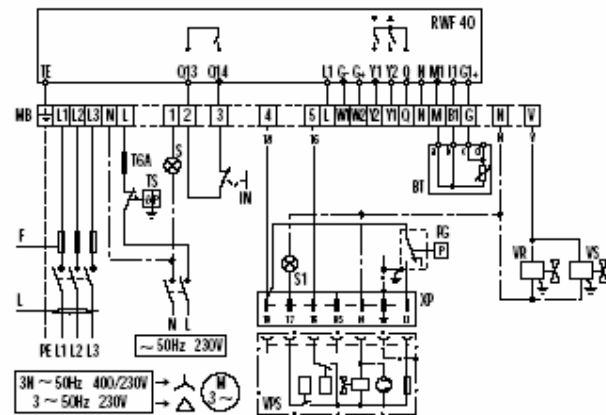 RWF 40
TE Q13 Q14 L1 G- G+ Y1 Y2 Q N M1 I1 G1+
MB L1 L2 L3 N L 1 2 3 4 5 L W1 W2 Y2 Y1 Q N M B1 G N V
18 16 N V
T6A S
TS
ΔP IN
BT
F
PG
P
S1 VR VS
L
XP
N L
PE L1 L2 L3
~ 50Hz 230V
VPS
3N ~ 50Hz 400/230V
3 ~ 50Hz 230V
M
3 ~